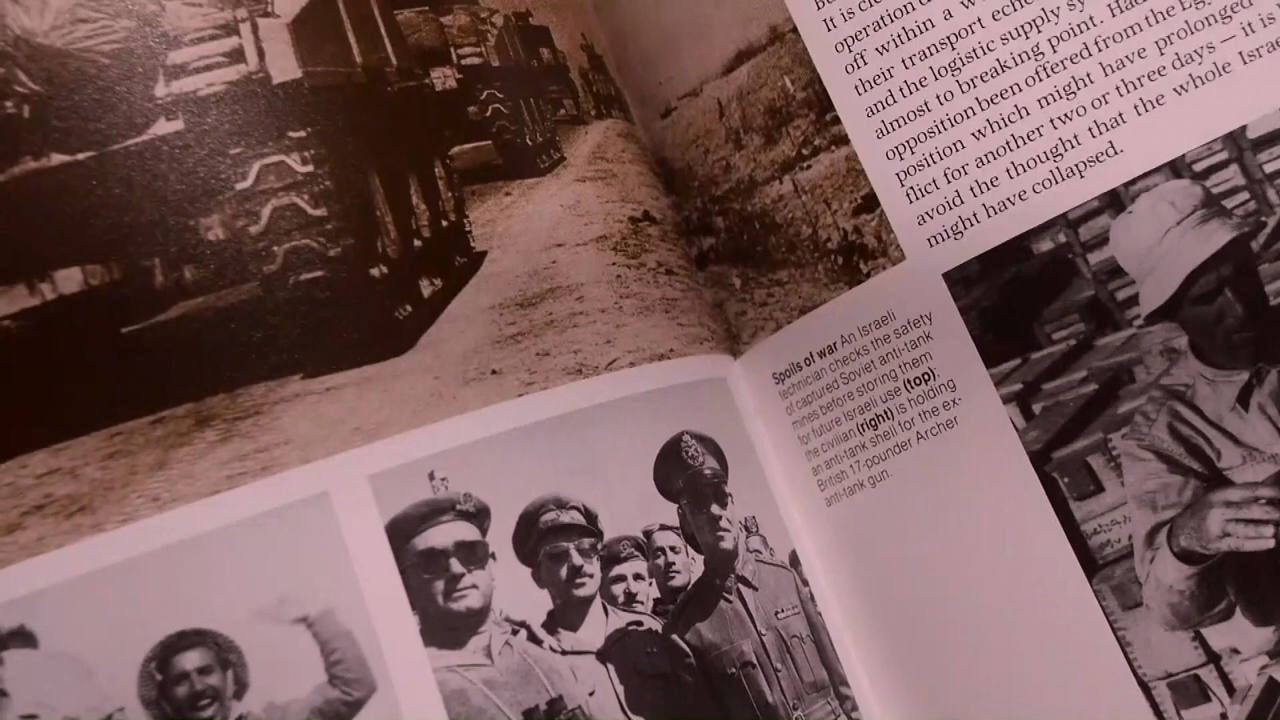 It is cle
operation d
off within a w
their transport eche
and the logistic supply sy
almost to breaking point. Had
opposition been offered from the Eg
position which might have prolonged
flict for another two or three days — it is
avoid the thought that the whole Israe
might have collapsed.
Spoils of war An Israeli
technician checks the safety
of captured Soviet anti-tank
mines before storing them
for future Israeli use (top);
the civilian (right) is holding
an anti-tank shell for the ex-
British 17-pounder Archer
anti-tank gun.